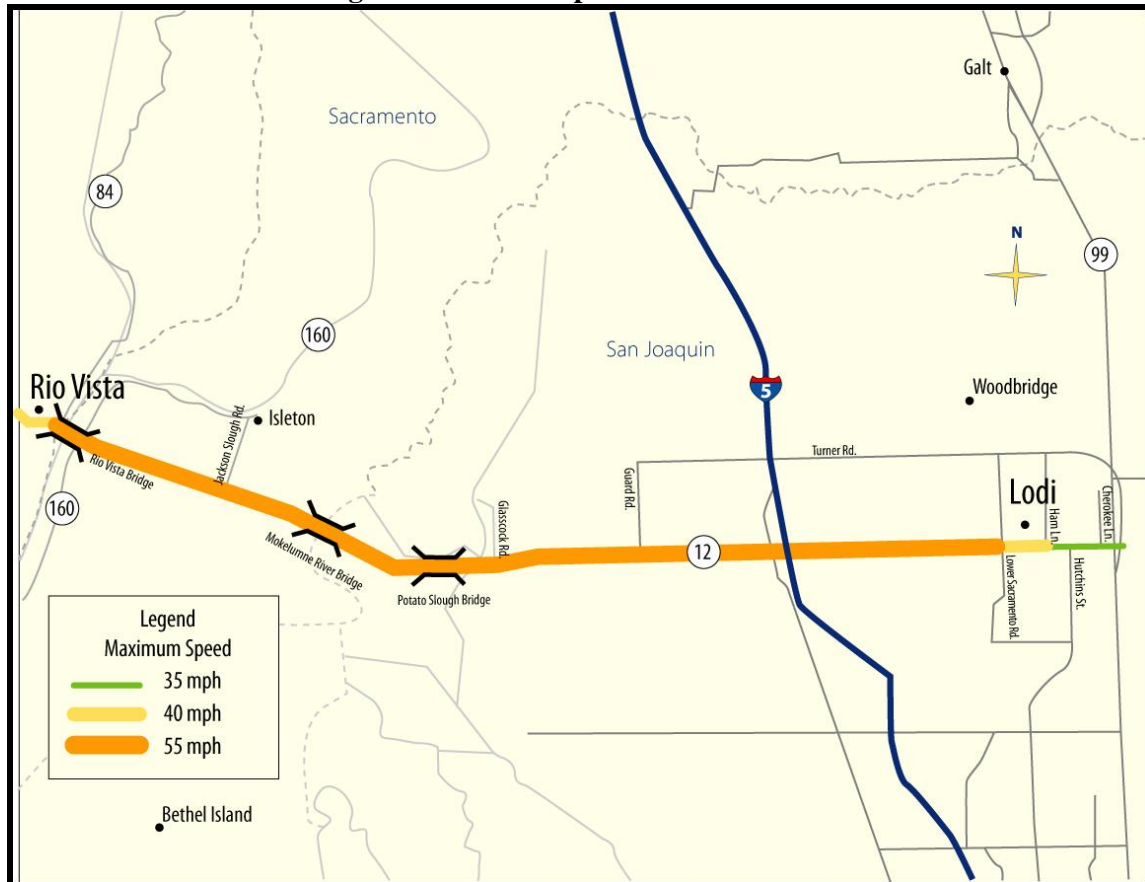 Galt
Sacramento
84
N
99
160
San Joaquin
5
Rio Vista
Woodbridge
Isleton
Jackson Slough Rd.
Turner Rd.
Rio Vista Bridge
Guard Rd.
Lodi
Ham Ln.
Cherokee Ln.
160
Glasscock Rd.
Mokelumne River Bridge
12
Potato Slough Bridge
Lower Sacramento Rd.
Hutchins St.
Legend
Maximum Speed
35 mph
40 mph
55 mph
Bethel Island